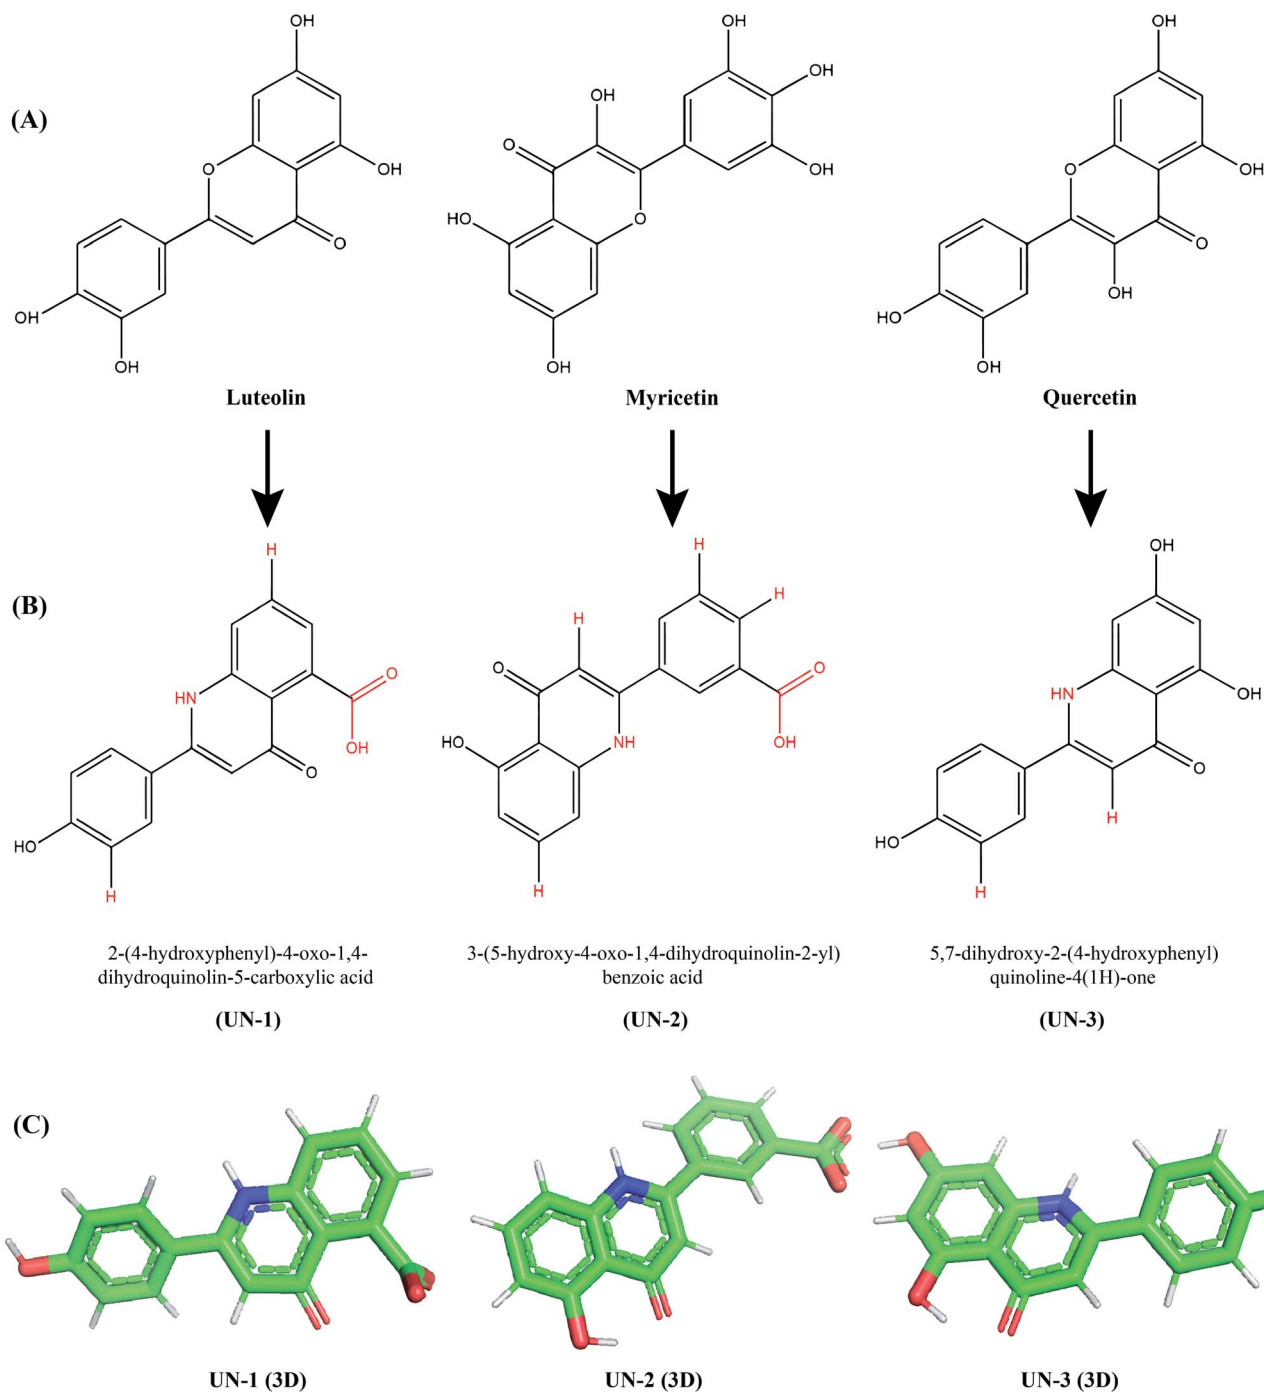 (A)
OH
OH
O
O
OH
OH
Luteolin
OH
OH
OH
OH
O
O
HO
OH
Myricetin
OH
OH
O
O
OH
HO
OH
Quercetin
(B)
H
O
OH
HN
O
HO
H
2-(4-hydroxyphenyl)-4-oxo-1,4-
dihydroquinolin-5-carboxylic acid
(UN-1)
H
H
H
O
O
OH
HO
NH
H
3-(5-hydroxy-4-oxo-1,4-dihydroquinolin-2-yl)
benzoic acid
(UN-2)
OH
HN
OH
O
H
HO
H
5,7-dihydroxy-2-(4-hydroxyphenyl)
quinoline-4(1H)-one
(UN-3)
(C)
UN-1 (3D)
UN-2 (3D)
UN-3 (3D)